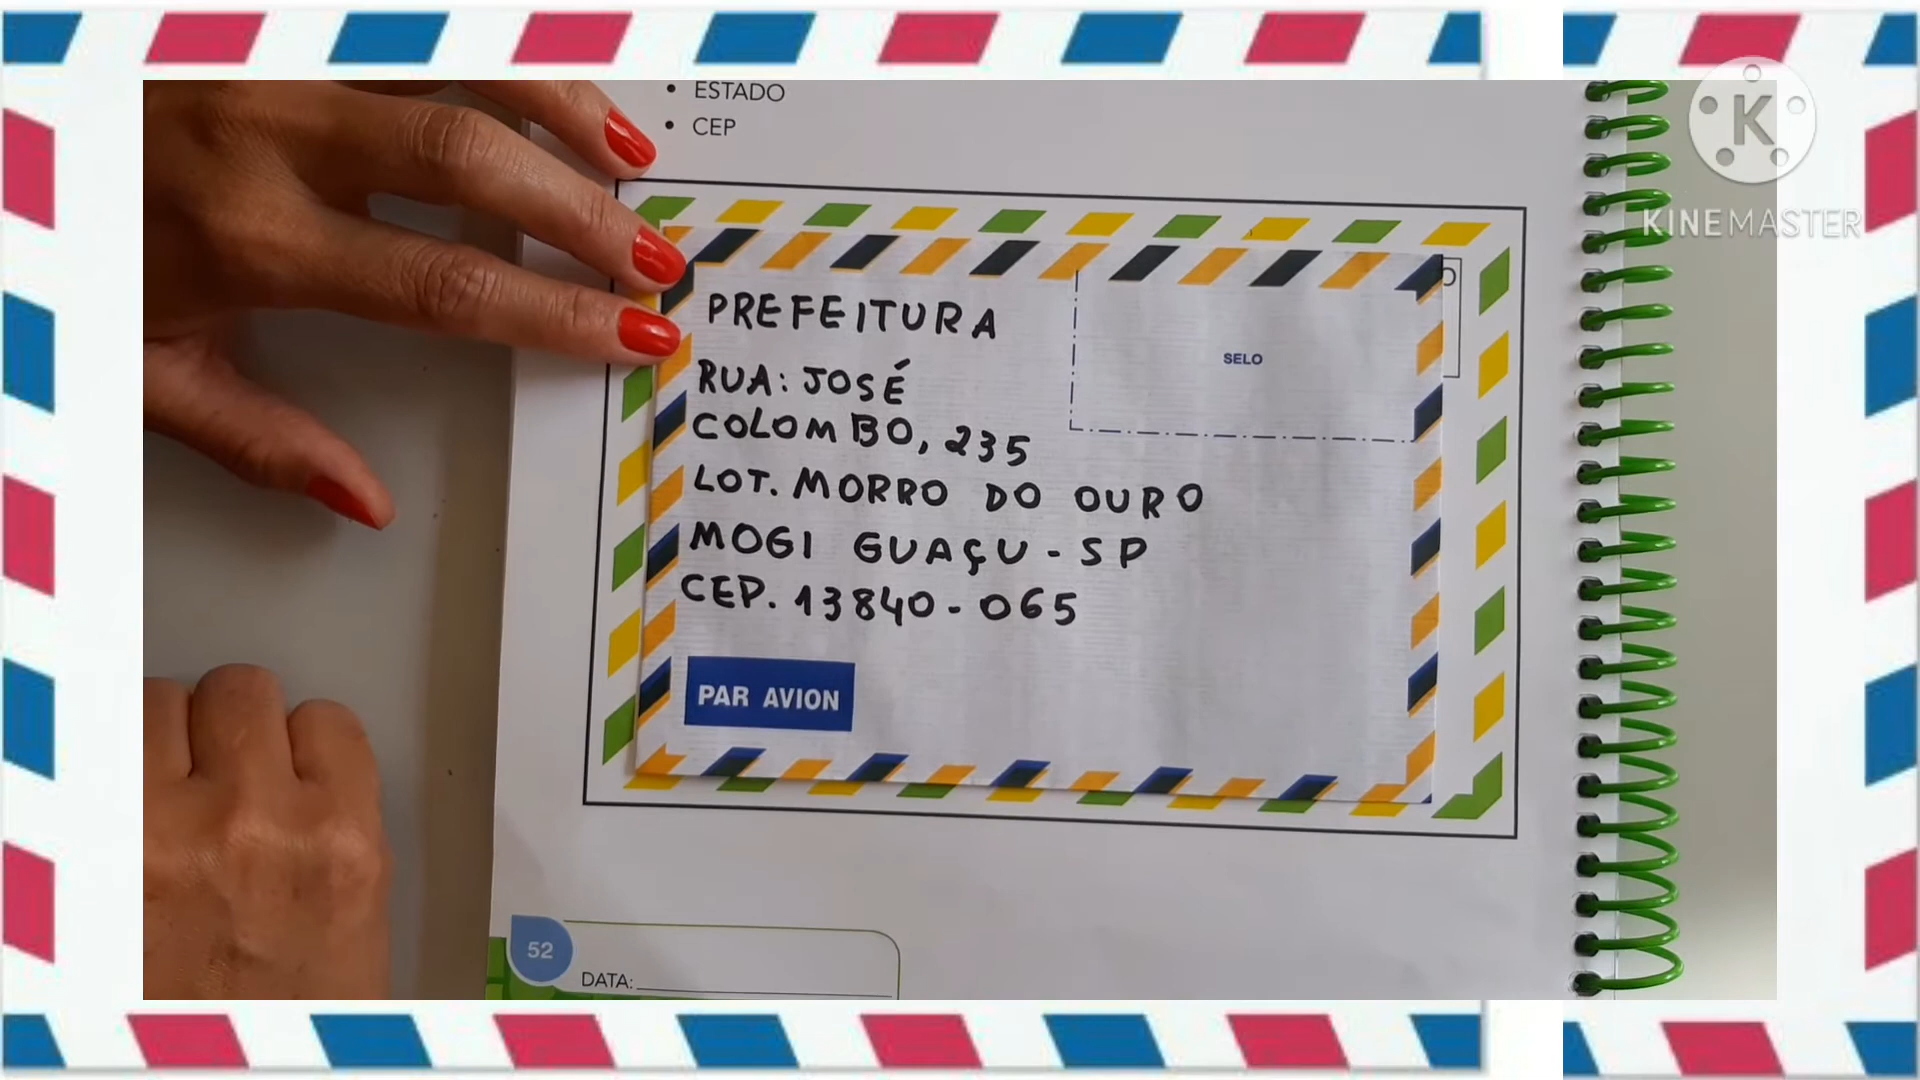 • ESTADO
• CEP
K
KINEMASTER
O
PREFEITURA
SELO
RUA: JOSÉ
COLOMBO, 235
LOT. MORRO DO OURO
MOGI GUAÇU - SP
CEP. 13840-065
PAR AVION
52
DATA: